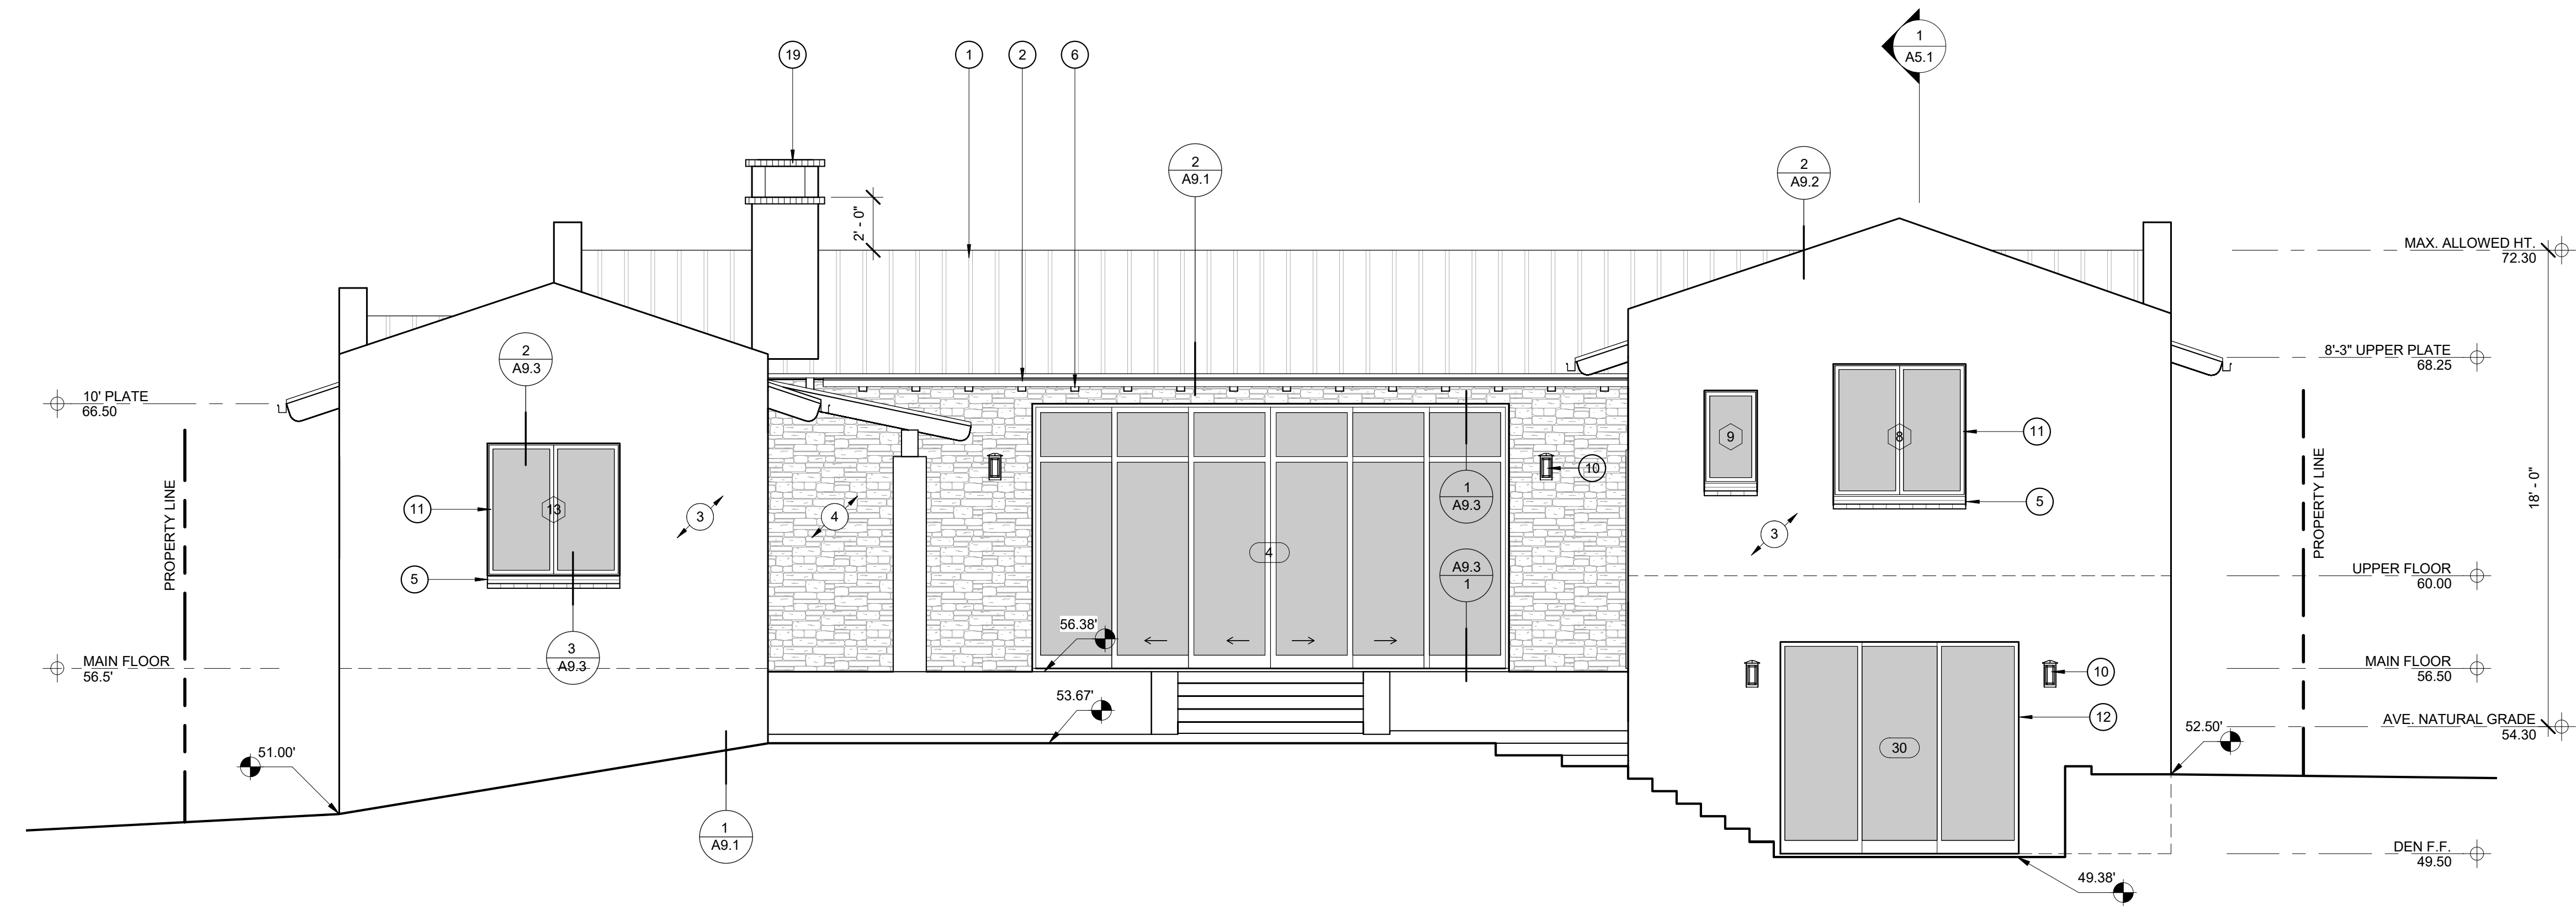 19
1
2
6
1
A5.1
2
A9.1
2
A9.2
2' - 0"
MAX. ALLOWED HT.
72.30
8'-3" UPPER PLATE
68.25
10' PLATE
66.50
2
A9.3
11
13
5
3
A9.3
3
4
10
1
A9.3
4
A9.3
1
9
8
11
5
3
18' - 0"
PROPERTY LINE
PROPERTY LINE
UPPER FLOOR
60.00
56.38'
MAIN FLOOR
56.5'
MAIN FLOOR
56.50
10
12
53.67'
AVE. NATURAL GRADE
54.30
52.50'
51.00'
30
1
A9.1
DEN F.F.
49.50
49.38'